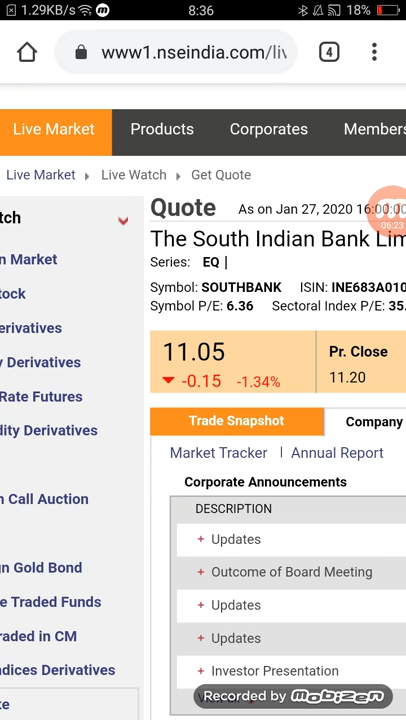 1.29KB/s 8:36 18%
www1.nseindia.com/liv 4
Live Market Products Corporates Members
Live Market Live Watch Get Quote
tch
n Market
tock
erivatives
y Derivatives
Rate Futures
dity Derivatives
n Call Auction
n Gold Bond
e Traded Funds
raded in CM
ndices Derivatives
te
Quote As on Jan 27, 2020 16:00:00
06:23
The South Indian Bank Lim
Series: EQ |
Symbol: SOUTHBANK ISIN: INE683A010
Symbol P/E: 6.36 Sectoral Index P/E: 35.
11.05 Pr. Close
-0.15 -1.34% 11.20
Trade Snapshot Company
Market Tracker | Annual Report
Corporate Announcements
DESCRIPTION
+ Updates
+ Outcome of Board Meeting
+ Updates
+ Updates
+ Investor Presentation
Recorded by mobizen